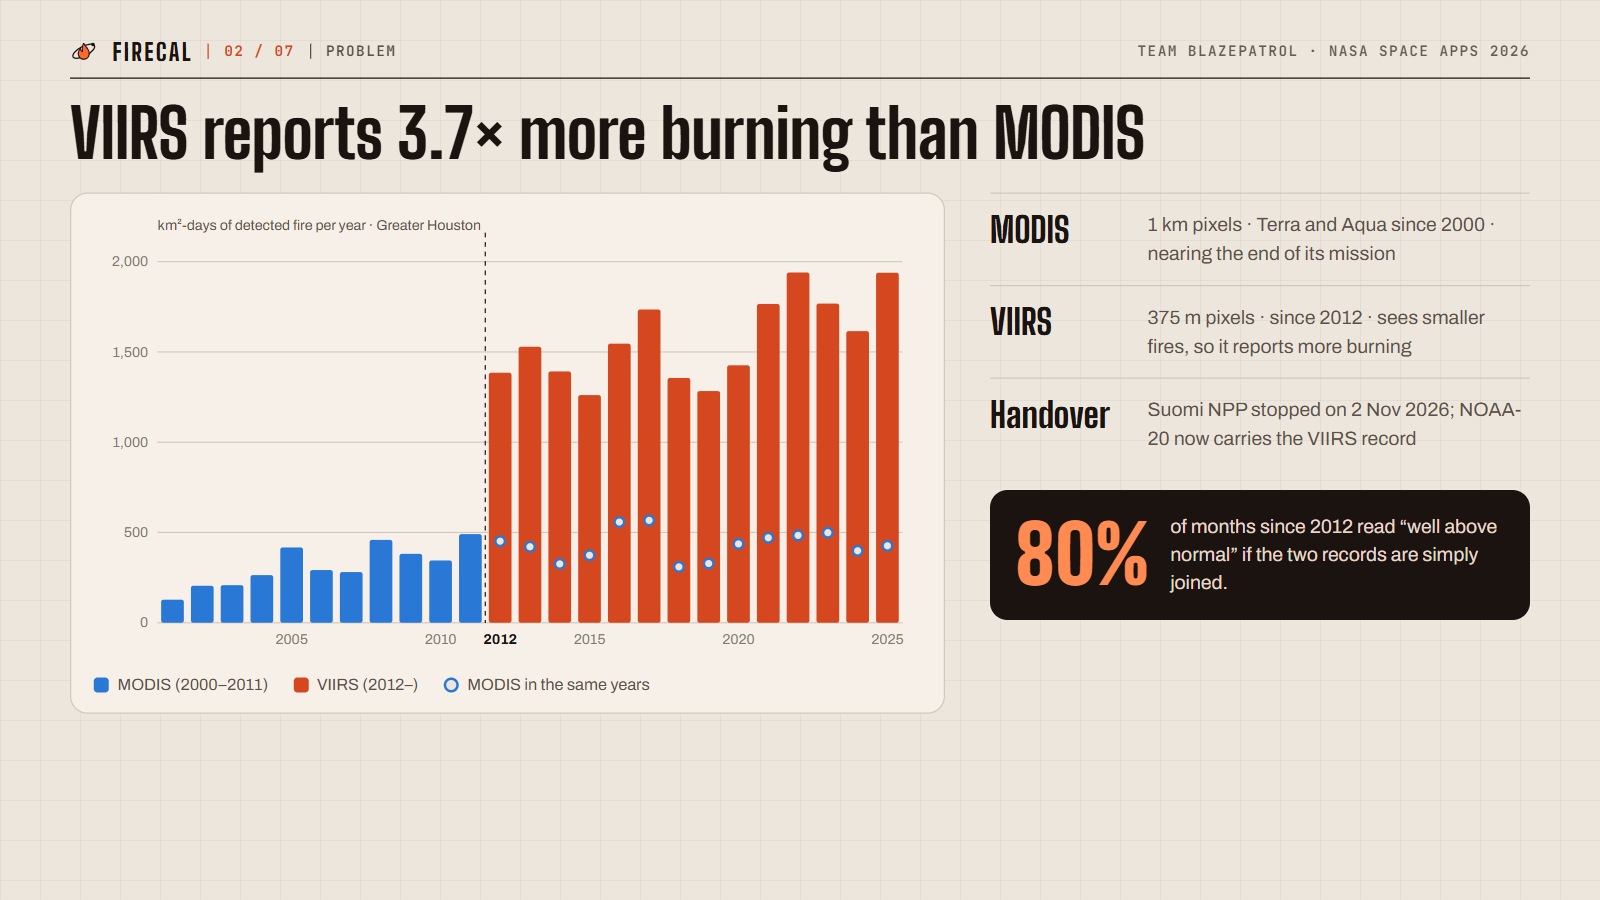 FIRECAL | 02 / 07 | PROBLEM
TEAM BLAZEPATROL · NASA SPACE APPS 2026
VIIRS reports 3.7× more burning than MODIS
km²-days of detected fire per year · Greater Houston
2,000
1,500
1,000
500
0
2005 2010 2012 2015 2020 2025
MODIS (2000–2011) VIIRS (2012–) MODIS in the same years
MODIS
1 km pixels · Terra and Aqua since 2000 ·
nearing the end of its mission
VIIRS
375 m pixels · since 2012 · sees smaller
fires, so it reports more burning
Handover
Suomi NPP stopped on 2 Nov 2026; NOAA-
20 now carries the VIIRS record
80%
of months since 2012 read “well above
normal” if the two records are simply
joined.